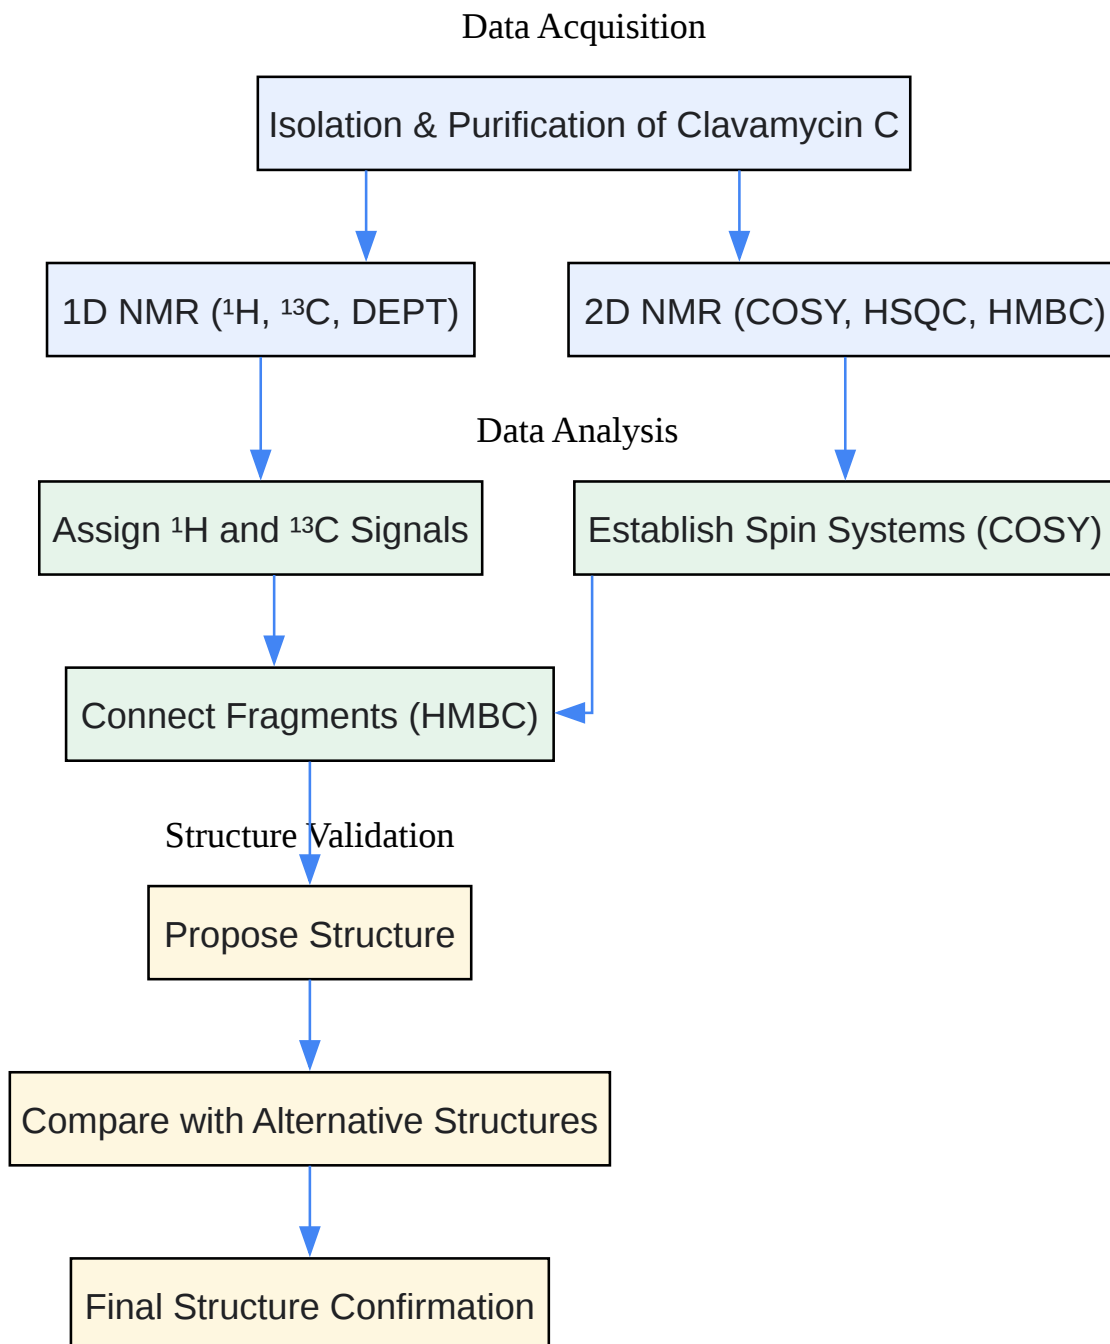 Data Acquisition
Isolation & Purification of Clavamycin C
1D NMR (¹H, ¹³C, DEPT)
2D NMR (COSY, HSQC, HMBC)
Data Analysis
Assign ¹H and ¹³C Signals
Establish Spin Systems (COSY)
Connect Fragments (HMBC)
Structure Validation
Propose Structure
Compare with Alternative Structures
Final Structure Confirmation